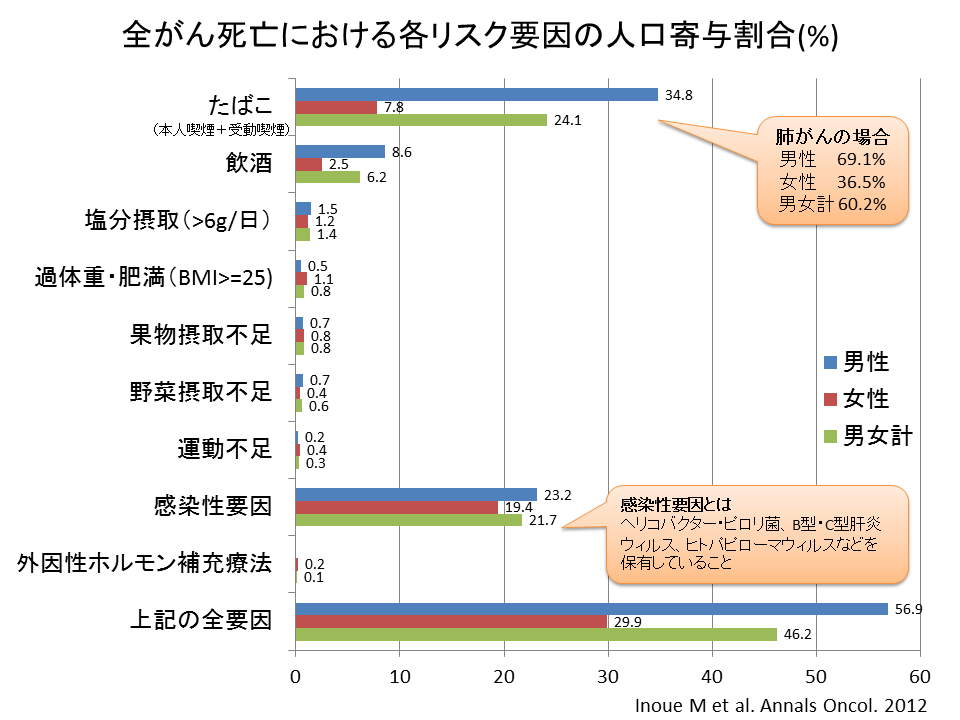 全がん死亡における各リスク要因の人口寄与割合(%)
たばこ
（本人喫煙＋受動喫煙）
34.8
7.8
24.1
肺がんの場合
男性 69.1%
女性 36.5%
男女計 60.2%
飲酒
8.6
2.5
6.2
塩分摂取（>6g/日）
1.5
1.2
1.4
過体重・肥満（BMI>=25)
0.5
1.1
0.8
果物摂取不足
0.7
0.8
0.8
野菜摂取不足
0.7
0.4
0.6
運動不足
0.2
0.4
0.3
男性
女性
男女計
感染性要因
23.2
19.4
21.7
感染性要因とは
ヘリコバクター・ピロリ菌、B型・C型肝炎
ウィルス、ヒトパピローマウィルスなどを
保有していること
外因性ホルモン補充療法
0.2
0.1
上記の全要因
56.9
29.9
46.2
0 10 20 30 40 50 60
Inoue M et al. Annals Oncol. 2012